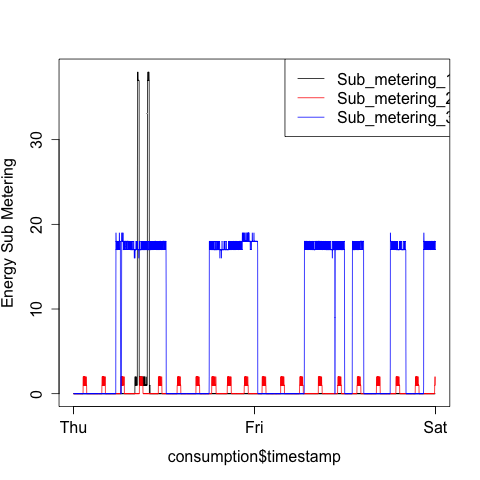 Sub_metering_1
Sub_metering_2
Sub_metering_3
Energy Sub Metering
30
20
10
0
Thu
Fri
Sat
consumption$timestamp